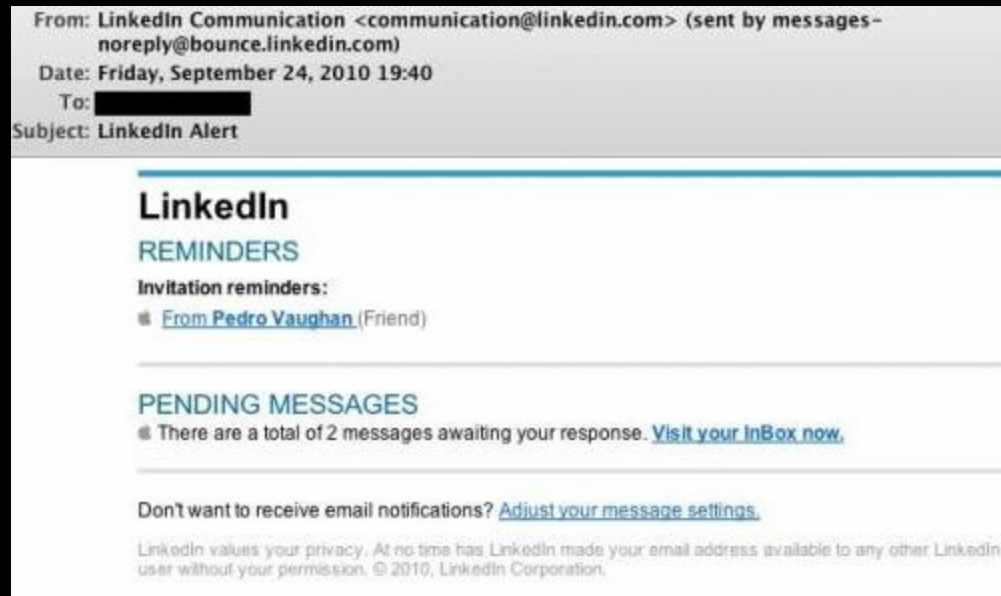 From: LinkedIn Communication <communication@linkedin.com> (sent by messages-
noreply@bounce.linkedin.com)
Date: Friday, September 24, 2010 19:40
To:
Subject: LinkedIn Alert
LinkedIn
REMINDERS
Invitation reminders:
From Pedro Vaughan (Friend)
PENDING MESSAGES
There are a total of 2 messages awaiting your response. Visit your InBox now.
Don't want to receive email notifications? Adjust your message settings.
LinkedIn values your privacy. At no time has LinkedIn made your email address available to any other LinkedIn
user without your permission. © 2010, LinkedIn Corporation.